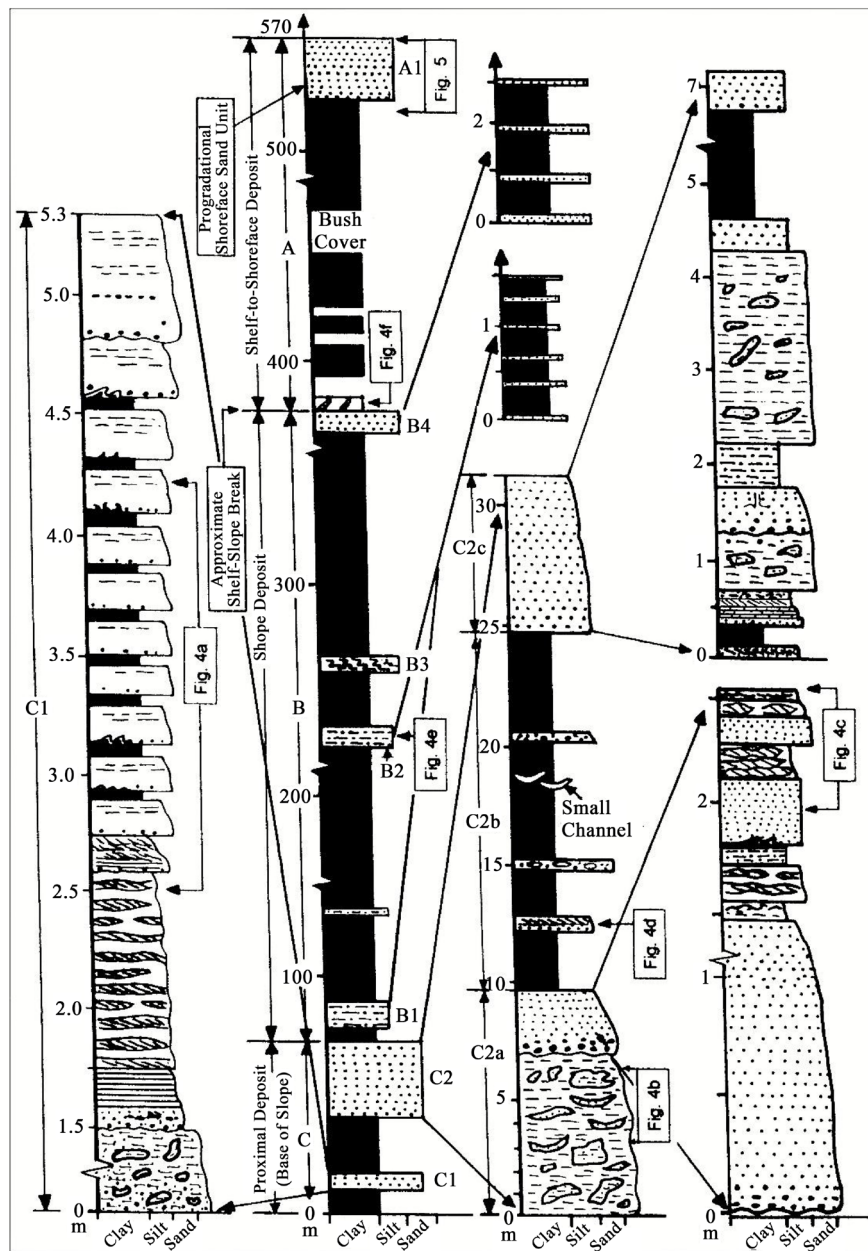 570
500
400
300
200
100
0
m
Clay
Silt
Sand
Progradational
Shoreface Sand Unit
Shelf-to-Shoreface Deposit
A
A1
Fig. 5
Bush
Cover
Fig. 4f
B4
Approximate
Shelf-Slope Break
Shope Deposit
B
B3
Fig. 4e
B2
B1
Proximal Deposit
(Base of Slope)
C
C2
C1
5.3
5.0
4.5
4.0
3.5
3.0
2.5
2.0
1.5
0
m
Clay
Silt
Sand
C1
Fig. 4a
2
0
1
0
30
25
20
15
10
5
0
m
Clay
Silt
Sand
C2c
C2b
C2a
Small
Channel
Fig. 4d
Fig. 4b
7
5
4
3
2
1
0
Fig. 4c
2
1
0
m
Clay
Silt
Sand